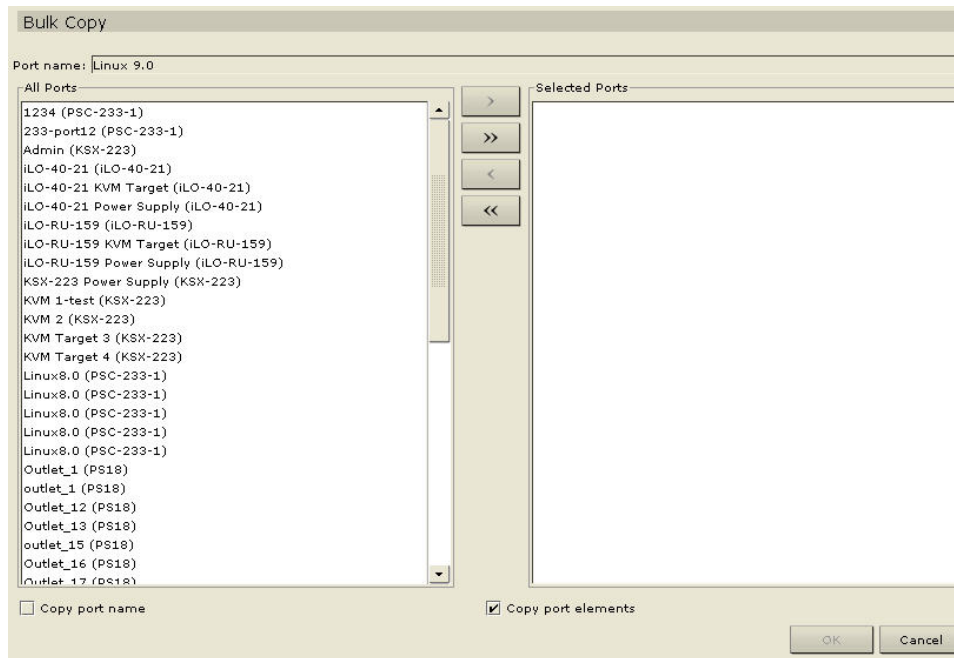 Bulk Copy
Port name: Linux 9.0
All Ports
Selected Ports
1234 (PSC-233-1)
233-port12 (PSC-233-1)
Admin (KSX-223)
iLO-40-21 (iLO-40-21)
iLO-40-21 KVM Target (iLO-40-21)
iLO-40-21 Power Supply (iLO-40-21)
iLO-RU-159 (iLO-RU-159)
iLO-RU-159 KVM Target (iLO-RU-159)
iLO-RU-159 Power Supply (iLO-RU-159)
KSX-223 Power Supply (KSX-223)
KVM 1-test (KSX-223)
KVM 2 (KSX-223)
KVM Target 3 (KSX-223)
KVM Target 4 (KSX-223)
Linux8.0 (PSC-233-1)
Linux8.0 (PSC-233-1)
Linux8.0 (PSC-233-1)
Linux8.0 (PSC-233-1)
Linux8.0 (PSC-233-1)
Outlet_1 (PS18)
outlet_1 (PS18)
Outlet_12 (PS18)
Outlet_13 (PS18)
outlet_15 (PS18)
Outlet_16 (PS18)
Outlet_17 (PS18)
>
>>
<
<<
Copy port name
Copy port elements
OK
Cancel